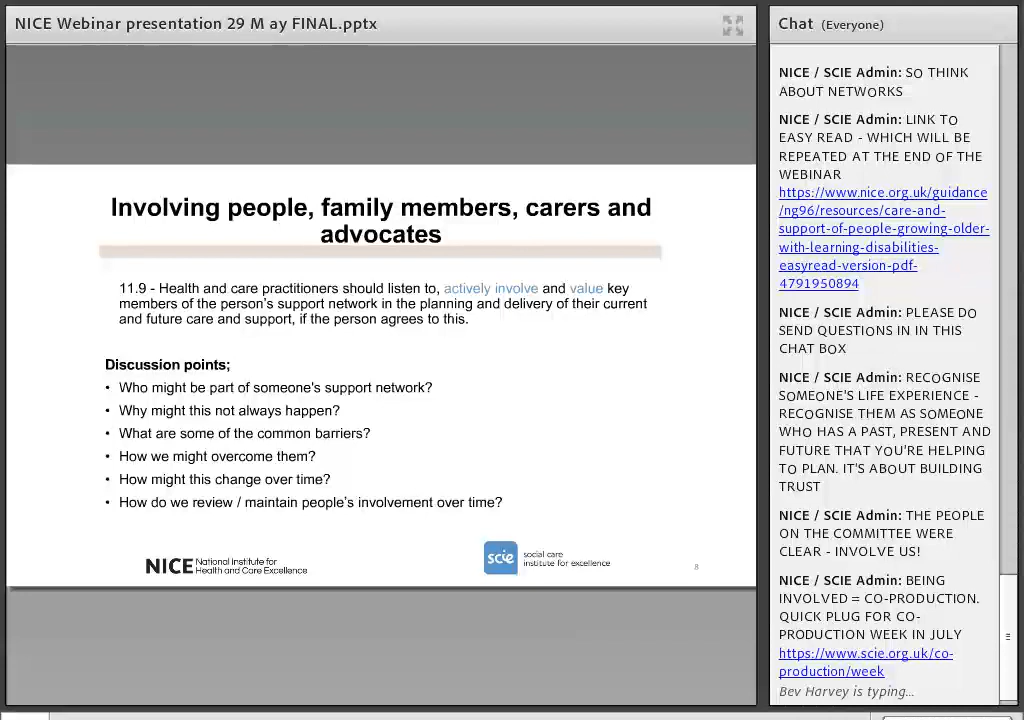 NICE Webinar presentation 29 M ay FINAL.pptx
Involving people, family members, carers and
advocates
11.9 - Health and care practitioners should listen to, actively involve and value key
members of the person's support network in the planning and delivery of their current
and future care and support, if the person agrees to this.
Discussion points;
• Who might be part of someone's support network?
• Why might this not always happen?
• What are some of the common barriers?
• How we might overcome them?
• How might this change over time?
• How do we review / maintain people's involvement over time?
NICE National Institute for
Health and Care Excellence
scie social care
institute for excellence
8
Chat (Everyone)
NICE / SCIE Admin: SO THINK
ABOUT NETWORKS
NICE / SCIE Admin: LINK TO
EASY READ - WHICH WILL BE
REPEATED AT THE END OF THE
WEBINAR
https://www.nice.org.uk/guidance
/ng96/resources/care-and-
support-of-people-growing-older-
with-learning-disabilities-
easyread-version-pdf-
4791950894
NICE / SCIE Admin: PLEASE DO
SEND QUESTIONS IN IN THIS
CHAT BOX
NICE / SCIE Admin: RECOGNISE
SOMEONE'S LIFE EXPERIENCE -
RECOGNISE THEM AS SOMEONE
WHO HAS A PAST, PRESENT AND
FUTURE THAT YOU'RE HELPING
TO PLAN. IT'S ABOUT BUILDING
TRUST
NICE / SCIE Admin: THE PEOPLE
ON THE COMMITTEE WERE
CLEAR - INVOLVE US!
NICE / SCIE Admin: BEING
INVOLVED = CO-PRODUCTION.
QUICK PLUG FOR CO-
PRODUCTION WEEK IN JULY
https://www.scie.org.uk/co-
production/week
Bev Harvey is typing...